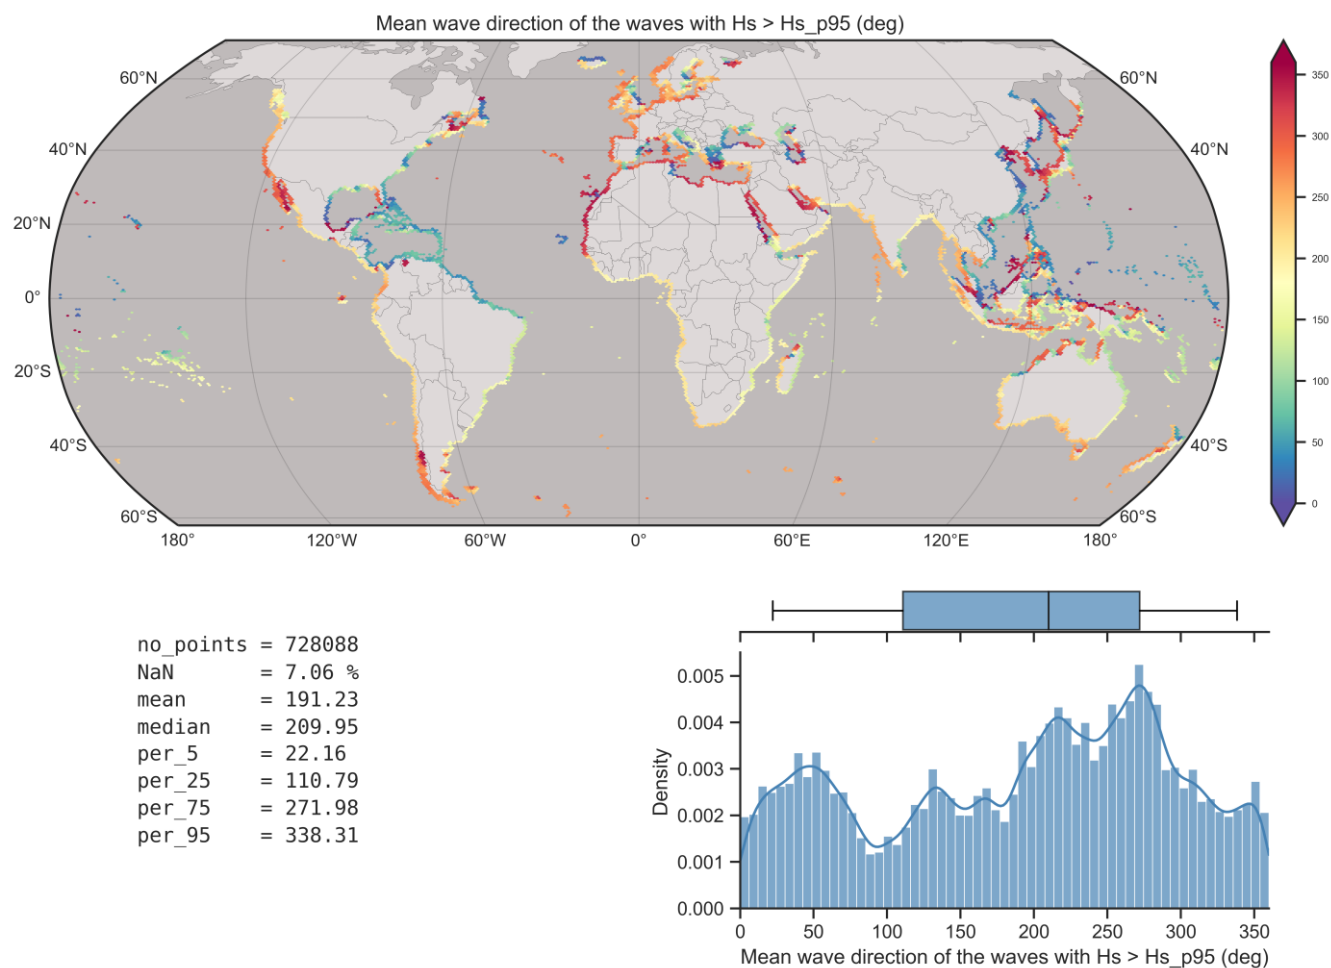 Mean wave direction of the waves with Hs > Hs_p95 (deg)
60°N
60°N
350
40°N
40°N
300
20°N
20°N
250
0°
0°
200
150
20°S
20°S
100
40°S
40°S
50
60°S
60°S
0
180°
120°W
60°W
0°
60°E
120°E
180°
no_points = 728088
NaN = 7.06 %
mean = 191.23
median = 209.95
per_5 = 22.16
per_25 = 110.79
per_75 = 271.98
per_95 = 338.31
0.005
0.004
0.003
0.002
0.001
0.000
Density
0 50 100 150 200 250 300 350
Mean wave direction of the waves with Hs > Hs_p95 (deg)